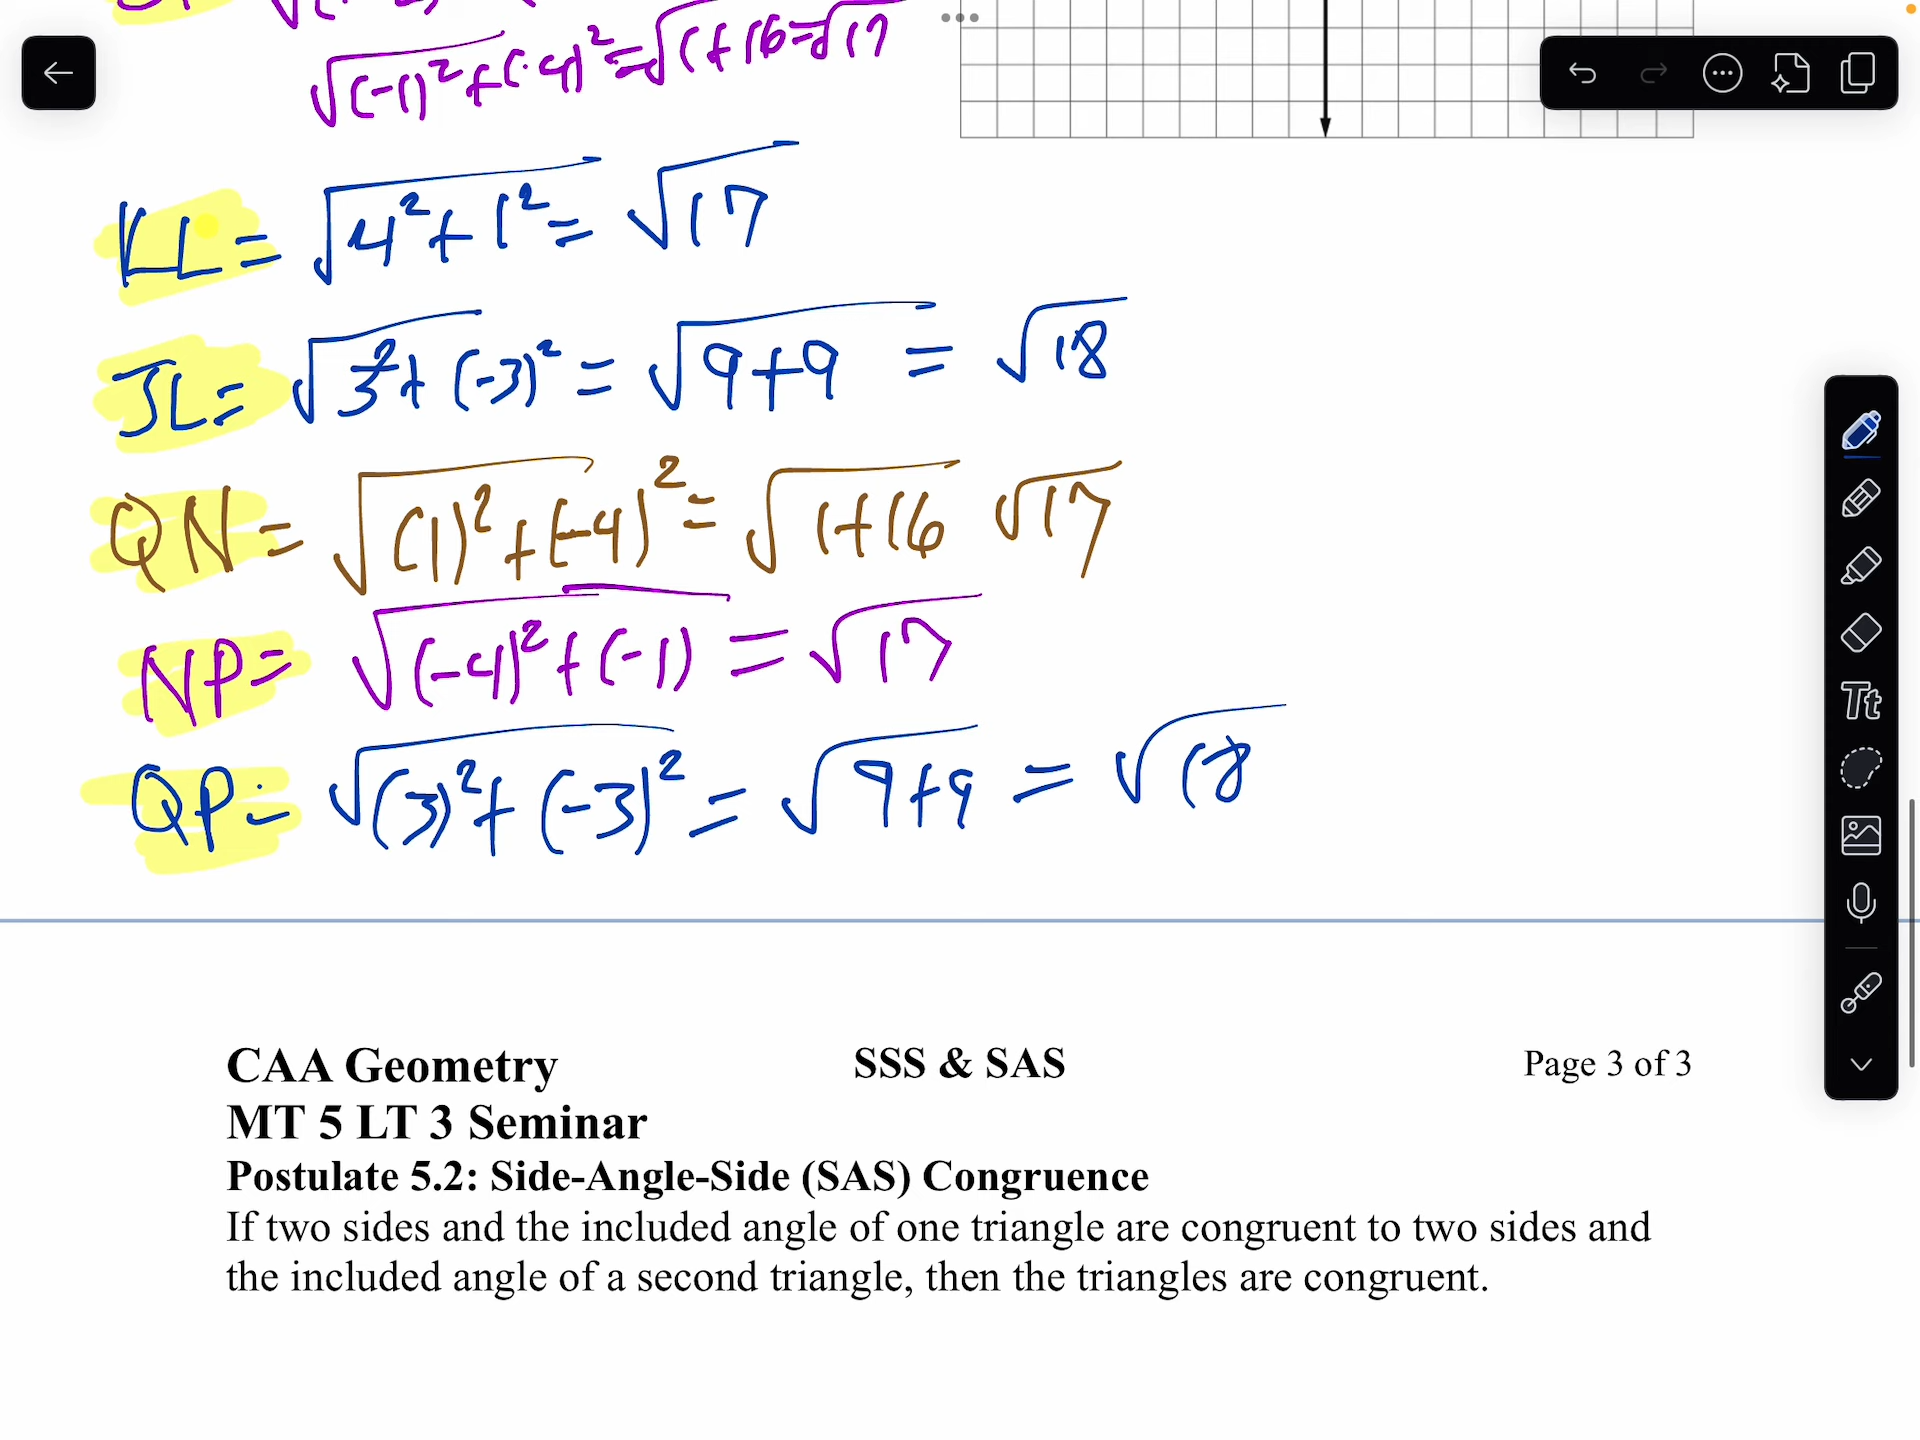 √(-1)²+(-4)²=√1+16=√17
KL= √4²+1²= √17
JL= √3²+(-3)² = √9+9 = √18
QN= √(1)²+(-4)²= √1+16 √17
NP= √(-4)²+(-1) = √17
QP= √(3)²+(-3)² = √9+9 = √18
CAA Geometry SSS & SAS Page 3 of 3
MT 5 LT 3 Seminar
Postulate 5.2: Side-Angle-Side (SAS) Congruence
If two sides and the included angle of one triangle are congruent to two sides and
the included angle of a second triangle, then the triangles are congruent.
Tt